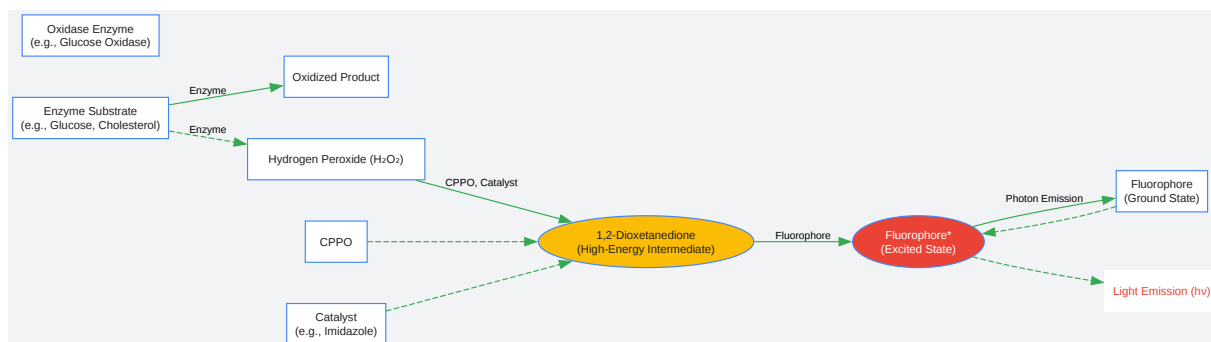 Oxidase Enzyme
(e.g., Glucose Oxidase)
Oxidized Product
Enzyme
Enzyme Substrate
(e.g., Glucose, Cholesterol)
Enzyme
Hydrogen Peroxide (H₂O₂)
CPPO, Catalyst
CPPO
1,2-Dioxetanedione
(High-Energy Intermediate)
Fluorophore
Fluorophore*
(Excited State)
Photon Emission
Fluorophore
(Ground State)
Light Emission (hν)
Catalyst
(e.g., Imidazole)